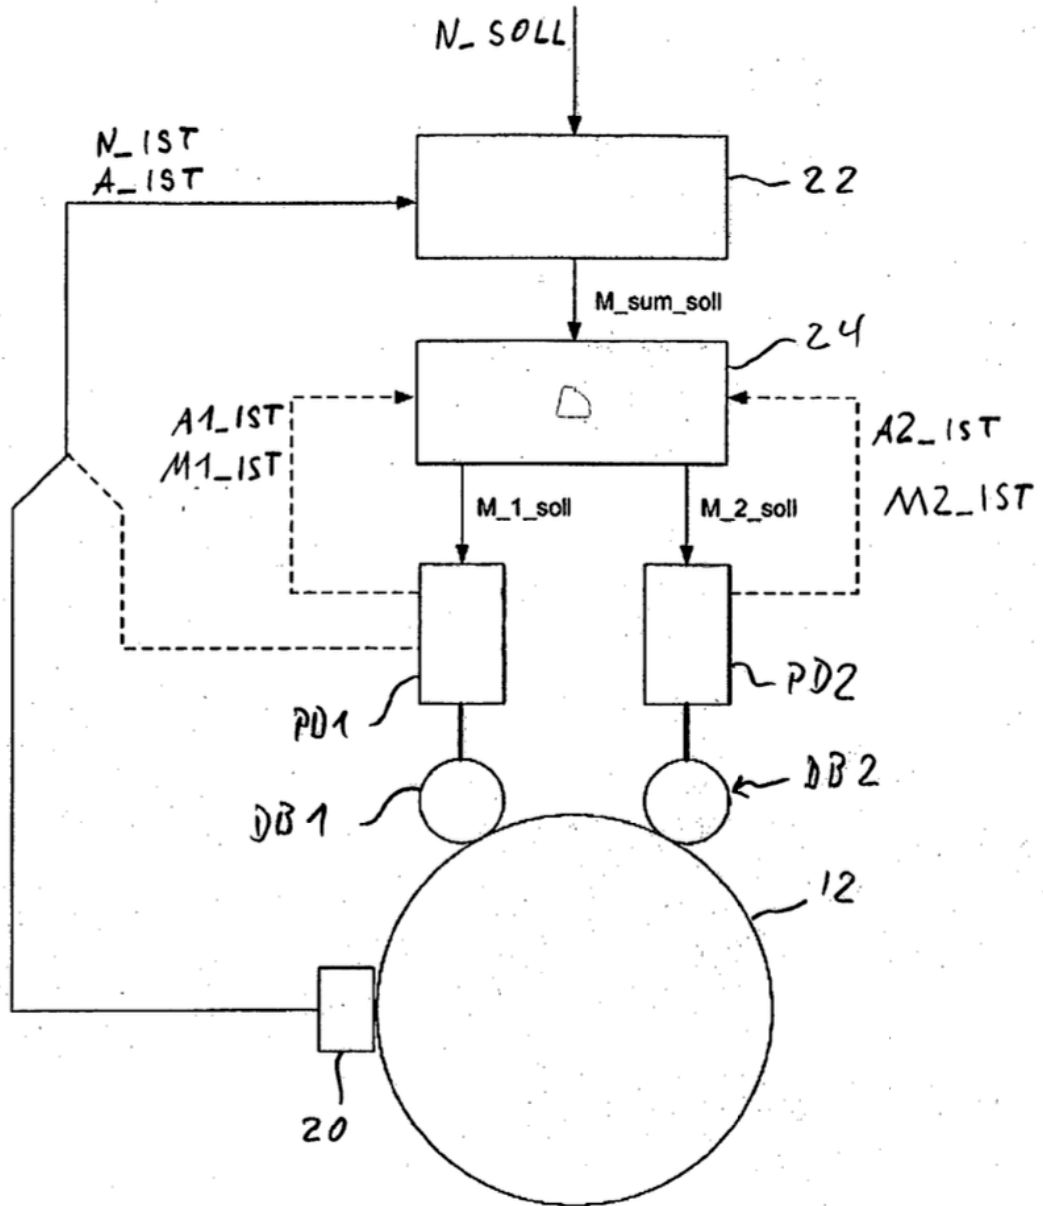 N_SOLL
N_IST
A_IST
22
M_sum_soll
24
A1_IST
M1_IST
A2_IST
M2_IST
M_1_soll
M_2_soll
PD1
PD2
DB1
DB2
12
20